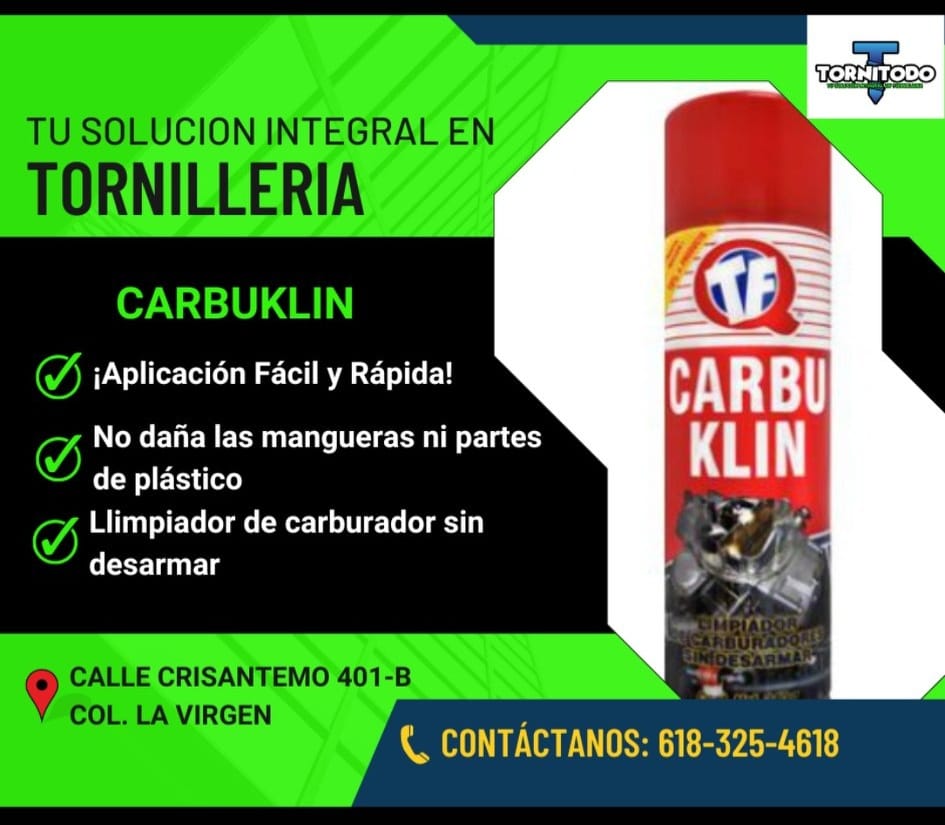 TORNITODO
TU SOLUCION INTEGRAL EN
TORNILLERIA
CARBUKLIN
¡Aplicación Fácil y Rápida!
No daña las mangueras ni partes
de plástico
Llimpiador de carburador sin
desarmar
TF
CARBU
KLIN
LIMPIADOR
DE CARBURADORES
SIN DESARMAR
CALLE CRISANTEMO 401-B
COL. LA VIRGEN
CONTÁCTANOS: 618-325-4618